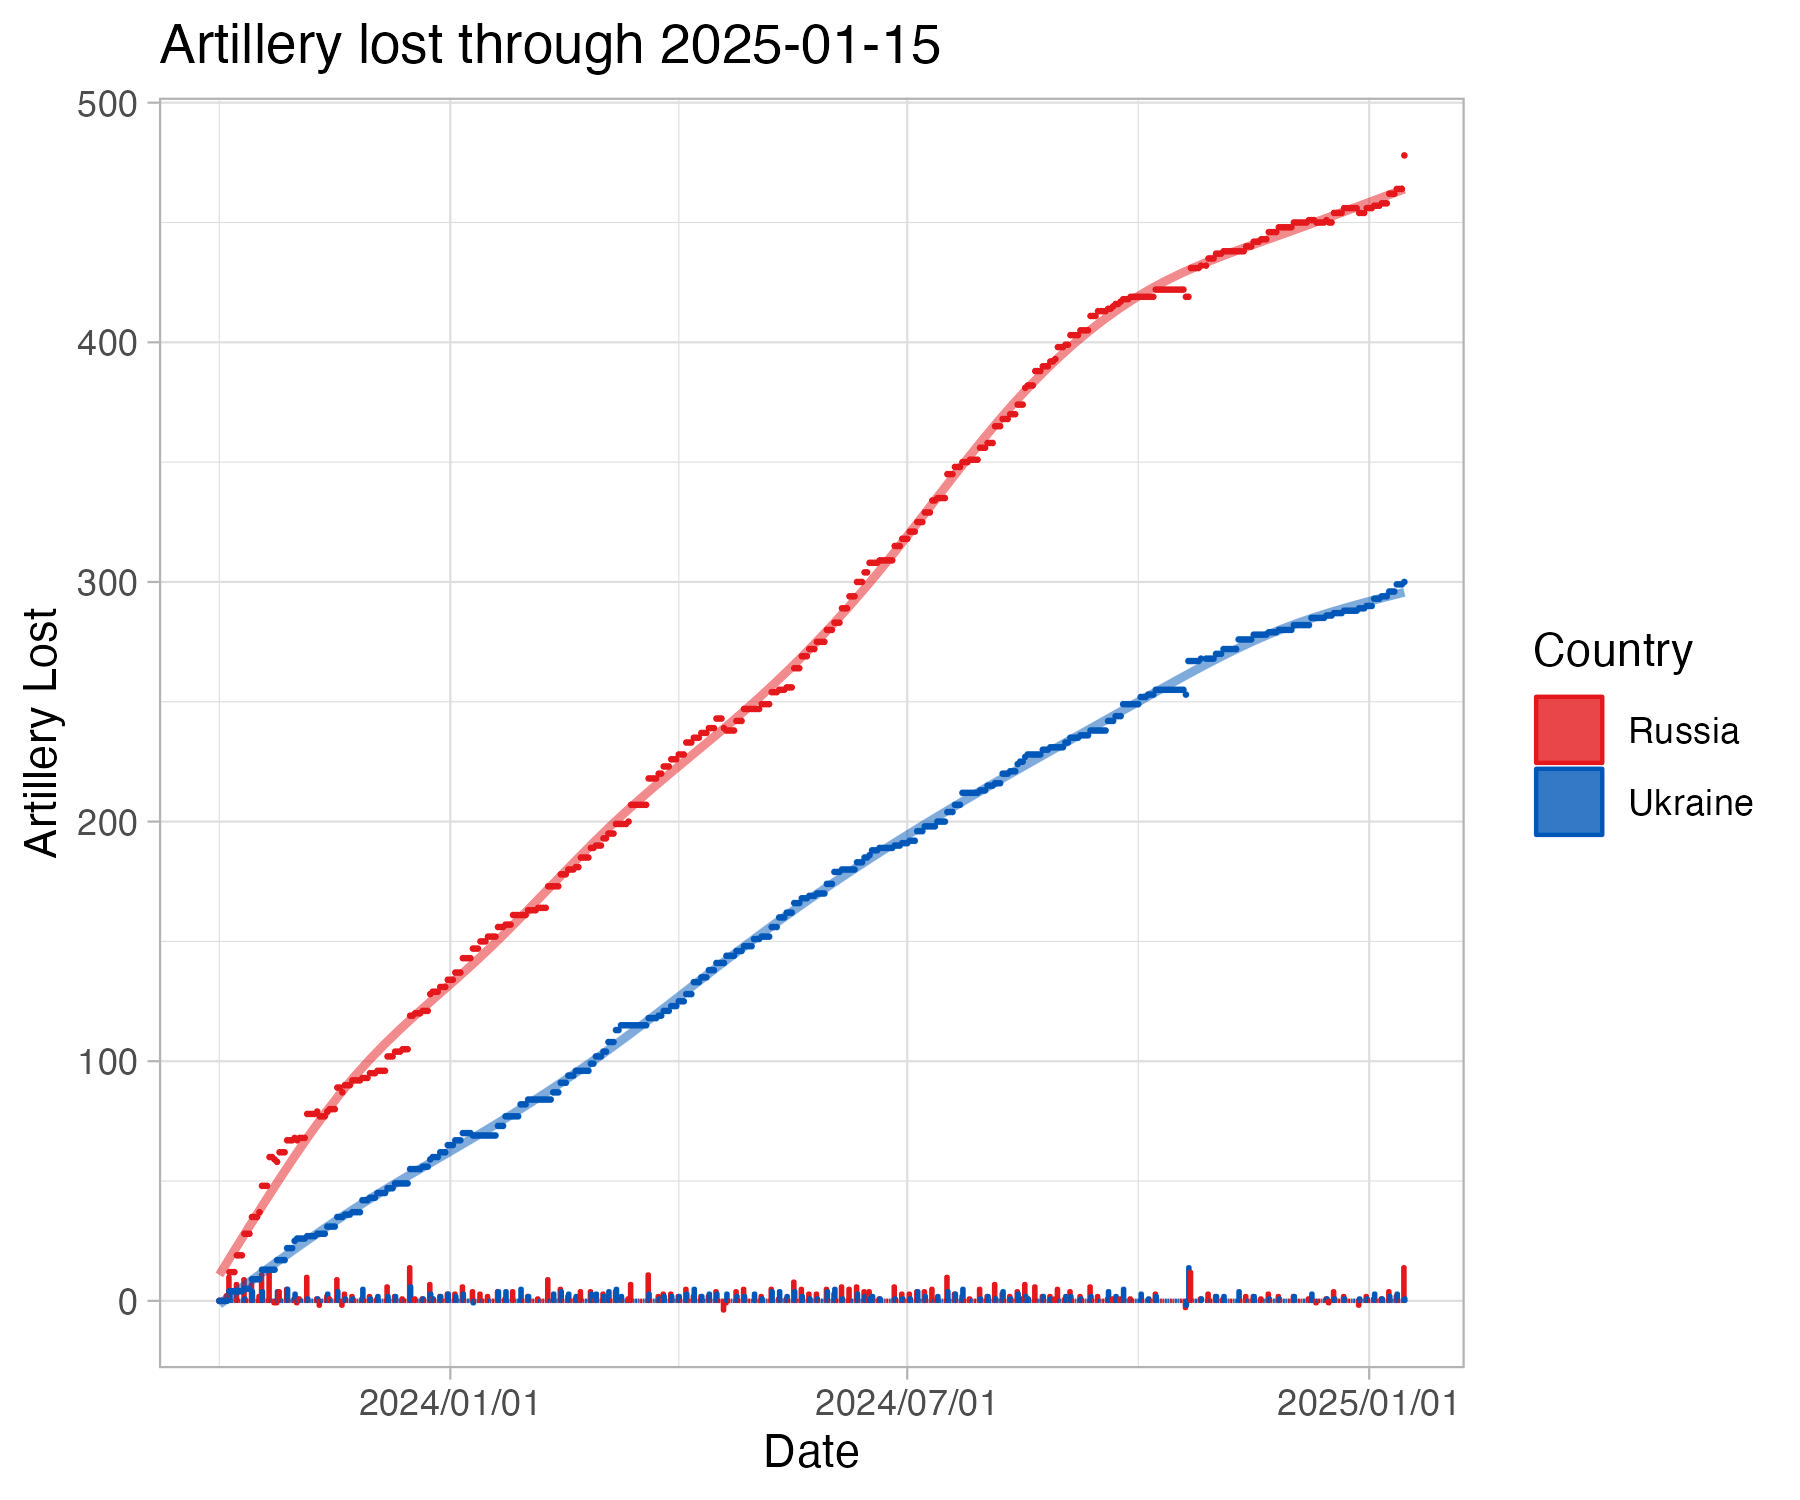 Artillery lost through 2025-01-15
500
400
300
200
100
0
Artillery Lost
2024/01/01
2024/07/01
2025/01/01
Date
Country
Russia
Ukraine